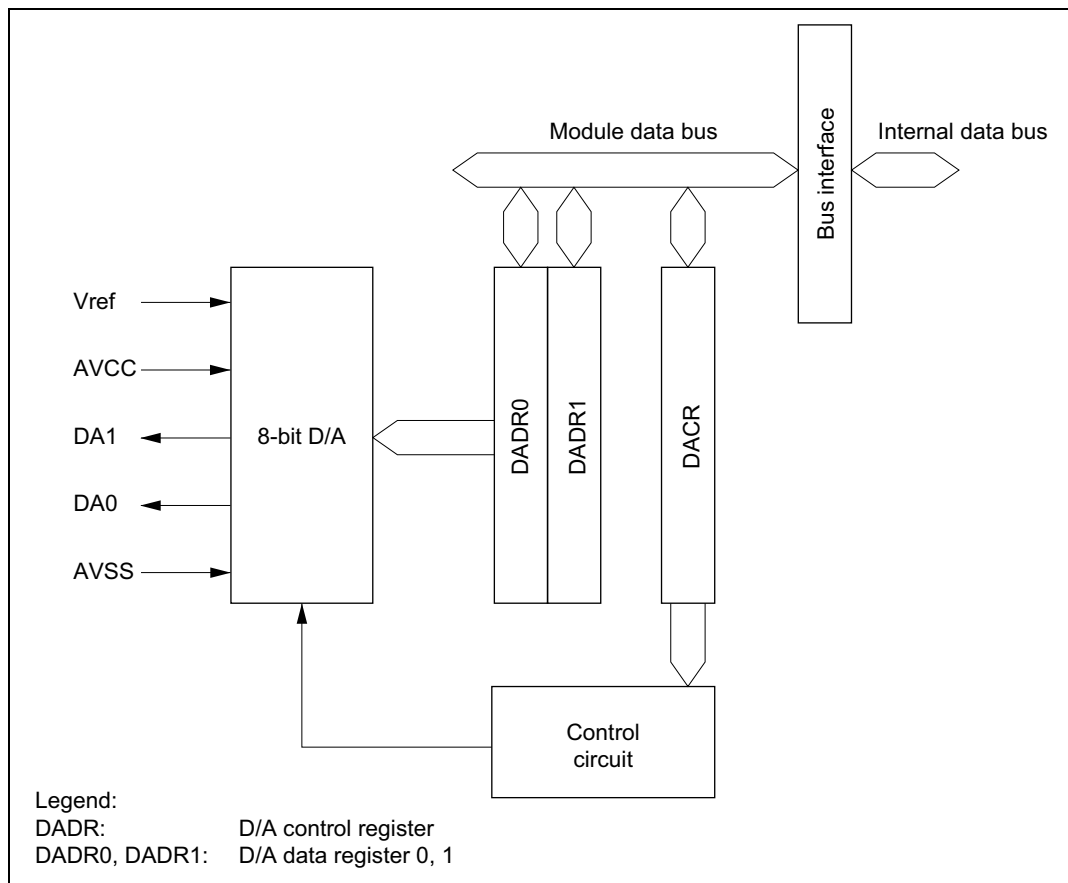 Module data bus
Internal data bus
Bus interface
Vref
AVCC
DA1
DA0
AVSS
8-bit D/A
DADR0
DADR1
DACR
Control
circuit
Legend:
DADR: D/A control register
DADR0, DADR1: D/A data register 0, 1